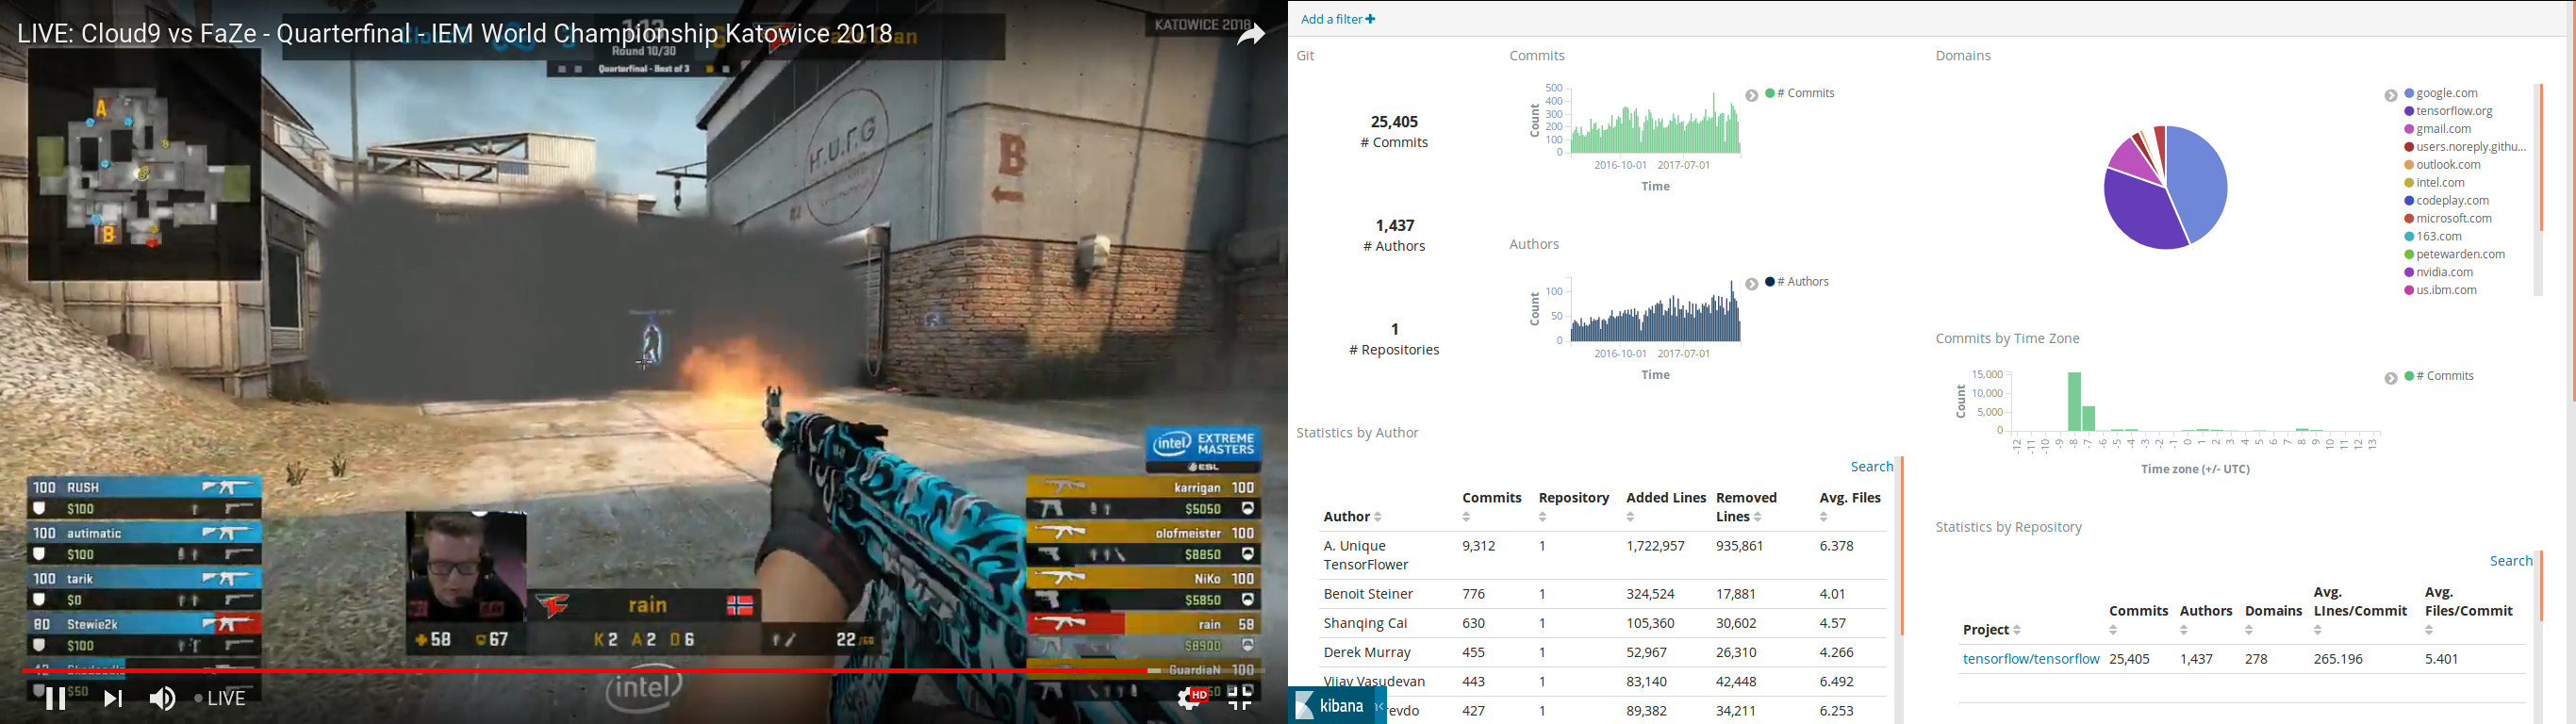 LIVE: Cloud9 vs FaZe - Quarterfinal - IEM World Championship Katowice 2018
KATOWICE 2018
Round 10/30
Quarterfinal - Best of 3
A
B
H.U.R.G
B
intel EXTREME MASTERS
ESL
100 RUSH
$100
100 autimatic
$100
100 tarik
$0
80 Stewie2k
$100
$50
karrigan 100
$5050
olofmeister 100
$8850
NiKo 100
$5850
rain 58
$8900
GuardiaN 100
rain
58 67 K 2 A 2 D 6 22
intel
LIVE
HD
Add a filter +
Git
25,405
# Commits
1,437
# Authors
1
# Repositories
Commits
500
400
300
200
100
0
Count
2016-10-01 2017-07-01
Time
# Commits
Authors
100
50
0
Count
2016-10-01 2017-07-01
Time
# Authors
Domains
google.com
tensorflow.org
gmail.com
users.noreply.githu...
outlook.com
intel.com
codeplay.com
microsoft.com
163.com
petewarden.com
nvidia.com
us.ibm.com
Commits by Time Zone
15,000
10,000
5,000
0
Count
-12 -11 -10 -9 -8 -7 -6 -5 -4 -3 -2 -1 0 1 2 3 4 5 6 7 8 9 10 11 12 13
Time zone (+/- UTC)
# Commits
Statistics by Author
Search
Author Commits Repository Added Lines Removed Lines Avg. Files
A. Unique TensorFlower 9,312 1 1,722,957 935,861 6.378
Benoit Steiner 776 1 324,524 17,881 4.01
Shanqing Cai 630 1 105,360 30,602 4.57
Derek Murray 455 1 52,967 26,310 4.266
Vijay Vasudevan 443 1 83,140 42,448 6.492
revdo 427 1 89,382 34,211 6.253
kibana
Statistics by Repository
Search
Project Commits Authors Domains Avg. LInes/Commit Avg. Files/Commit
tensorflow/tensorflow 25,405 1,437 278 265.196 5.401